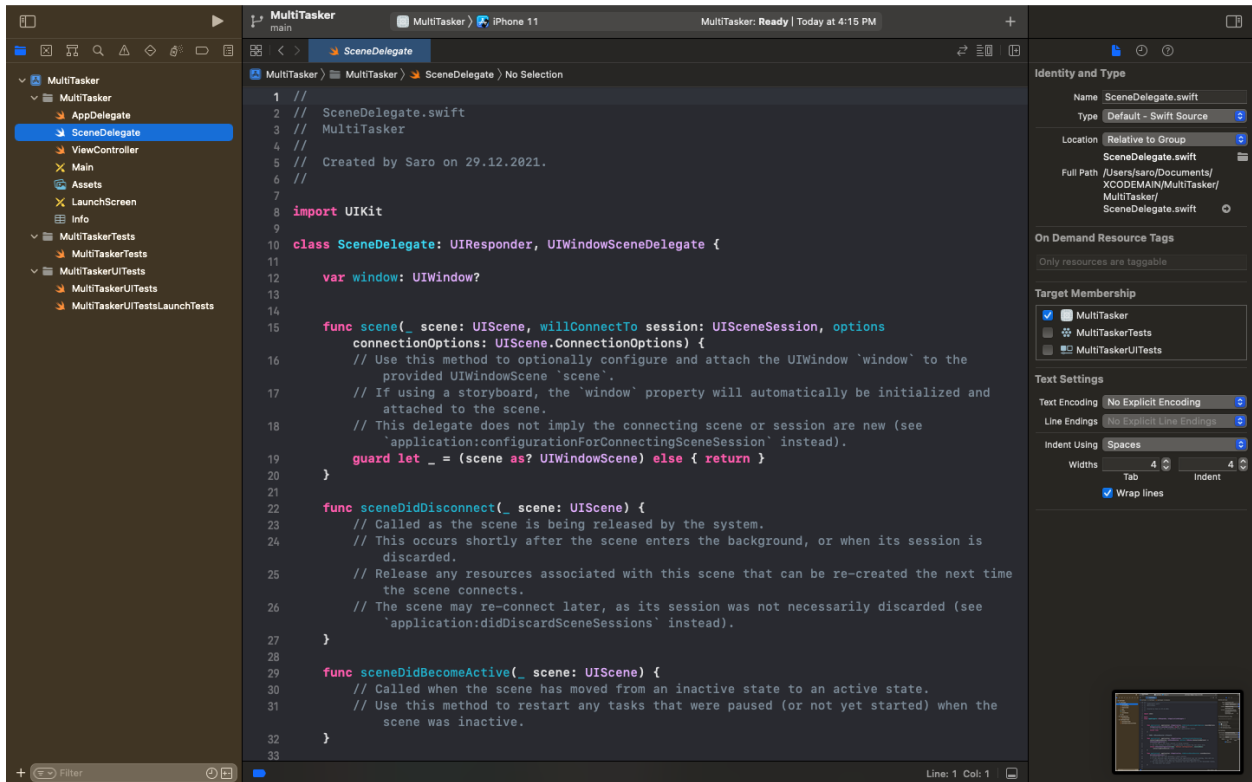 MultiTasker
main
MultiTasker
iPhone 11
MultiTasker: Ready | Today at 4:15 PM
SceneDelegate
MultiTasker
MultiTasker
SceneDelegate
No Selection
MultiTasker
MultiTasker
AppDelegate
SceneDelegate
ViewController
Main
Assets
LaunchScreen
Info
MultiTaskerTests
MultiTaskerTests
MultiTaskerUITests
MultiTaskerUITests
MultiTaskerUITestsLaunchTests
Filter
1 //
2 //  SceneDelegate.swift
3 //  MultiTasker
4 //
5 //  Created by Saro on 29.12.2021.
6 //
7
8 import UIKit
9
10 class SceneDelegate: UIResponder, UIWindowSceneDelegate {
11
12     var window: UIWindow?
13
14
15     func scene(_ scene: UIScene, willConnectTo session: UISceneSession, options
connectionOptions: UIScene.ConnectionOptions) {
16         // Use this method to optionally configure and attach the UIWindow `window` to the
provided UIWindowScene `scene`.
17         // If using a storyboard, the `window` property will automatically be initialized and
attached to the scene.
18         // This delegate does not imply the connecting scene or session are new (see
`application:configurationForConnectingSceneSession` instead).
19         guard let _ = (scene as? UIWindowScene) else { return }
20     }
21
22     func sceneDidDisconnect(_ scene: UIScene) {
23         // Called as the scene is being released by the system.
24         // This occurs shortly after the scene enters the background, or when its session is
discarded.
25         // Release any resources associated with this scene that can be re-created the next time
the scene connects.
26         // The scene may re-connect later, as its session was not necessarily discarded (see
`application:didDiscardSceneSessions` instead).
27     }
28
29     func sceneDidBecomeActive(_ scene: UIScene) {
30         // Called when the scene has moved from an inactive state to an active state.
31         // Use this method to restart any tasks that were paused (or not yet started) when the
scene was inactive.
32     }
33
Line: 1 Col: 1
Identity and Type
Name SceneDelegate.swift
Type Default - Swift Source
Location Relative to Group
SceneDelegate.swift
Full Path /Users/saro/Documents/
XCODEMAIN/MultiTasker/
MultiTasker/
SceneDelegate.swift
On Demand Resource Tags
Only resources are taggable
Target Membership
MultiTasker
MultiTaskerTests
MultiTaskerUITests
Text Settings
Text Encoding No Explicit Encoding
Line Endings No Explicit Line Endings
Indent Using Spaces
Widths 4 4
Tab Indent
Wrap lines